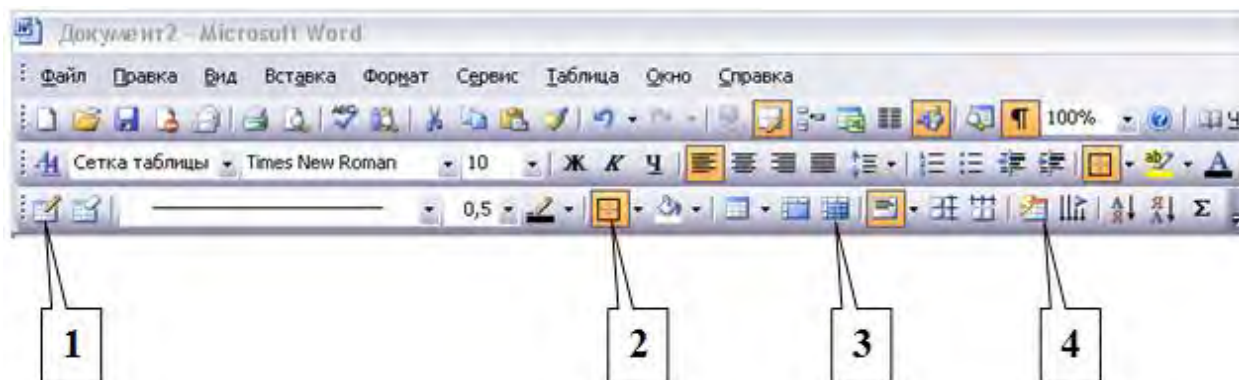 Документ2 - Microsoft Word
Файл Правка Вид Вставка Формат Сервис Таблица Окно Справка
100%
Сетка таблицы Times New Roman 10 Ж К Ч
0,5 А Я Я А Σ
1 2 3 4